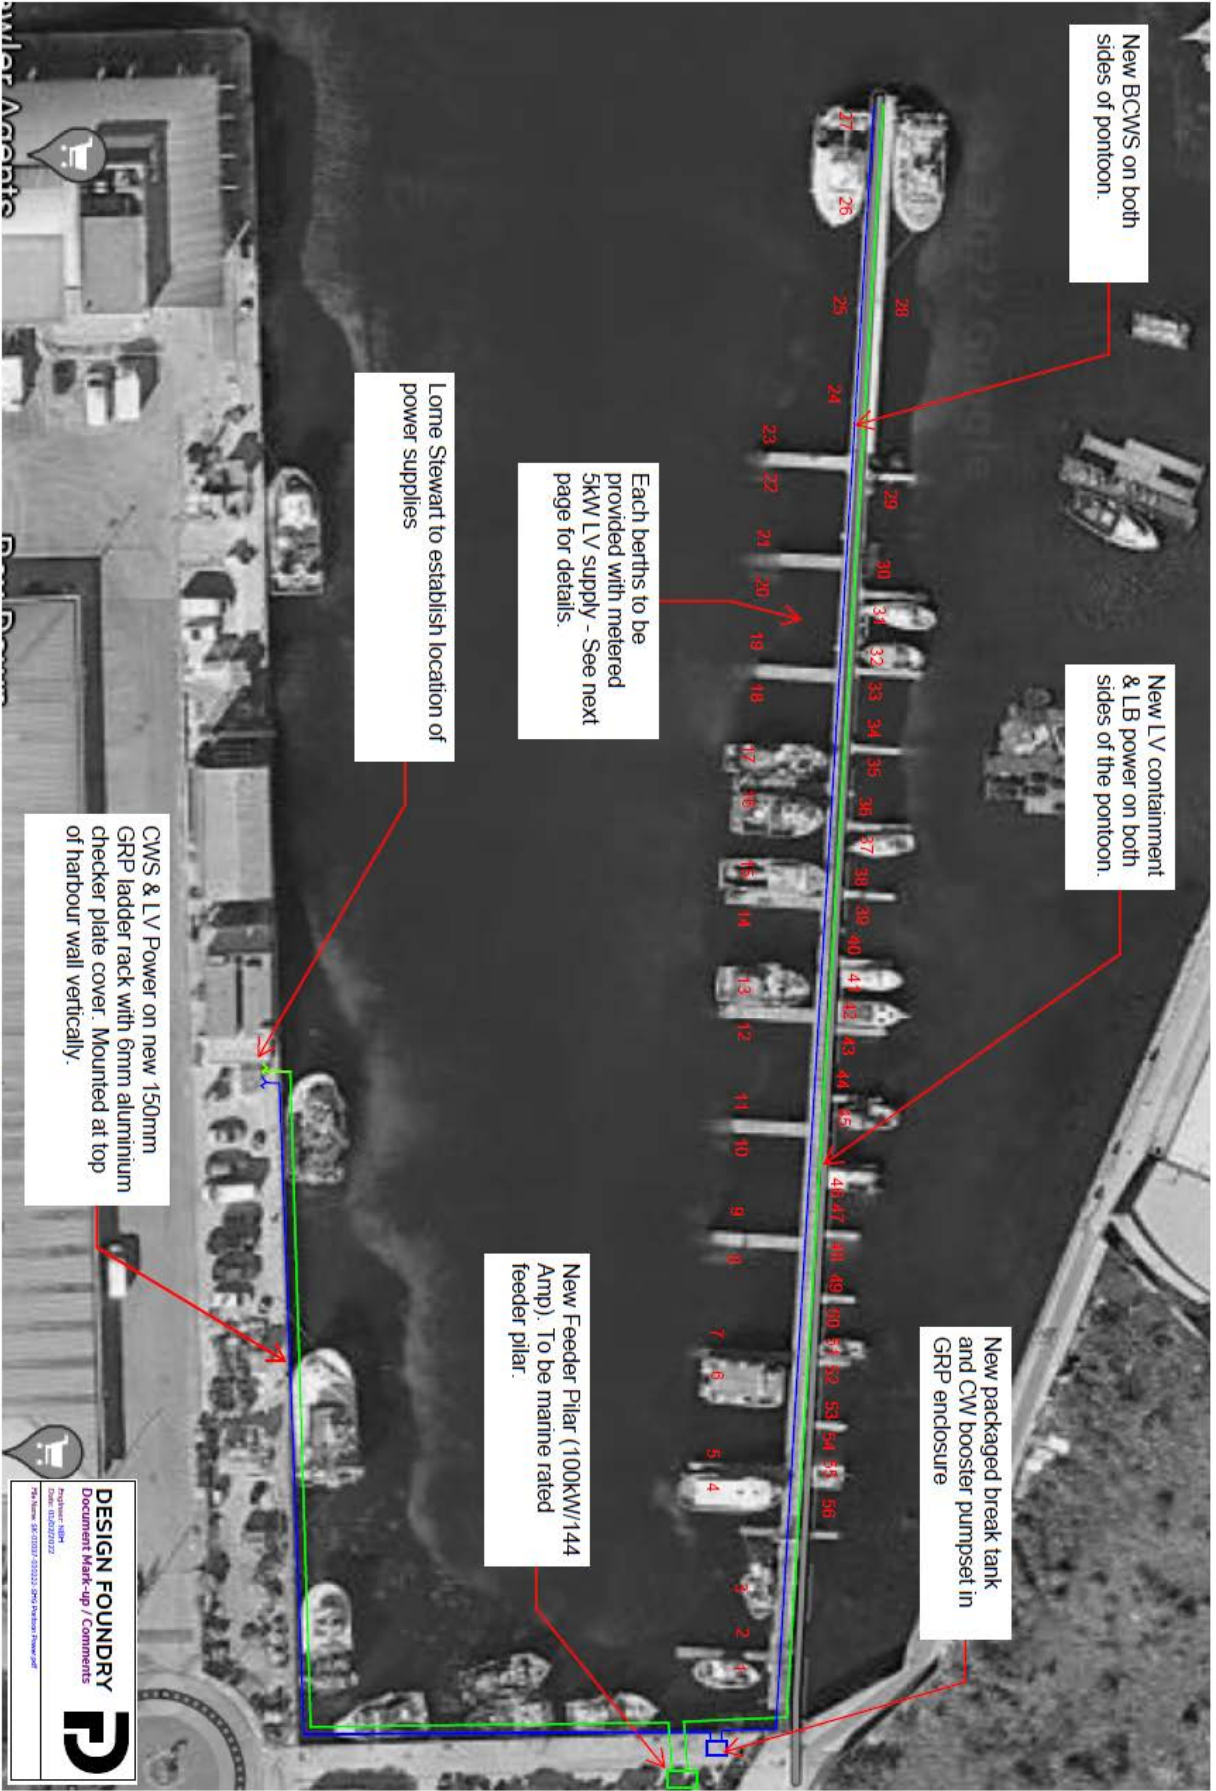 New BCWS on both
sides of pontoon.
New LV containment
& LB power on both
sides of the pontoon.
New packaged break tank
and CW booster pumpset in
GRP enclosure
Each berths to be
provided with metered
5kW LV supply - See next
page for details.
Lorne Stewart to establish location of
power supplies
New Feeder Pilar (100kW/144
Amp). To be marine rated
feeder pilar.
CWS & LV Power on new 150mm
GRP ladder rack with 6mm aluminium
checker plate cover. Mounted at top
of harbour wall vertically.
27
26
25
24
23
22
21
20
19
18
17
16
15
14
13
12
11
10
9
8
7
6
5
4
3
2
1
28
29
30
31
32
33
34
35
36
37
38
39
40
41
42
43
44
45
46
47
48
49
50
51
52
53
54
55
56
DESIGN FOUNDRY
Document Mark-up / Comments
Engineer: NBH
Date: 01/02/2022